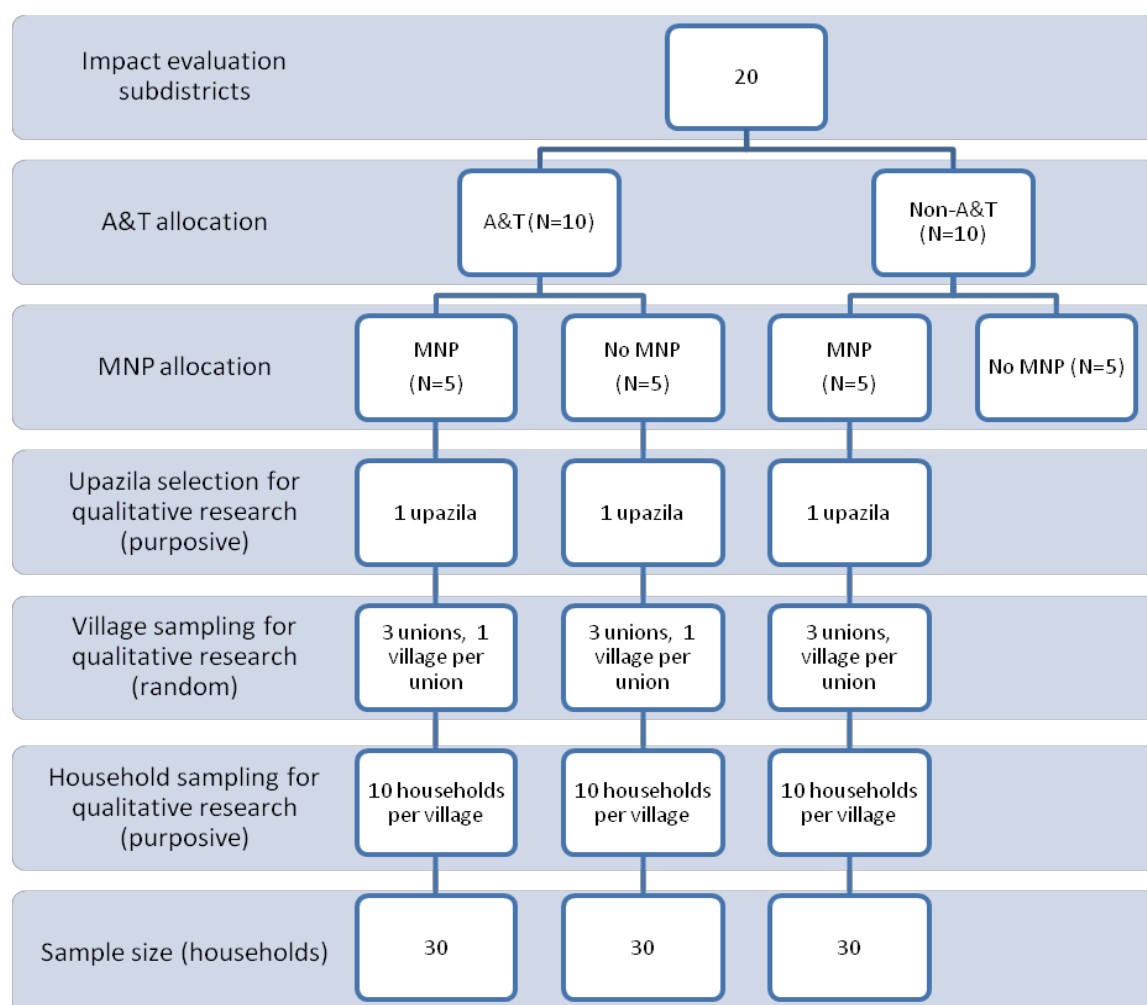 Impact evaluation
subdistricts
20
A&T allocation
A&T (N=10)
Non-A&T
(N=10)
MNP allocation
MNP
(N=5)
No MNP
(N=5)
MNP
(N=5)
No MNP (N=5)
Upazila selection for
qualitative research
(purposive)
1 upazila
1 upazila
1 upazila
Village sampling for
qualitative research
(random)
3 unions, 1
village per
union
3 unions, 1
village per
union
3 unions,
village per
union
Household sampling for
qualitative research
(purposive)
10 households
per village
10 households
per village
10 households
per village
Sample size (households)
30
30
30